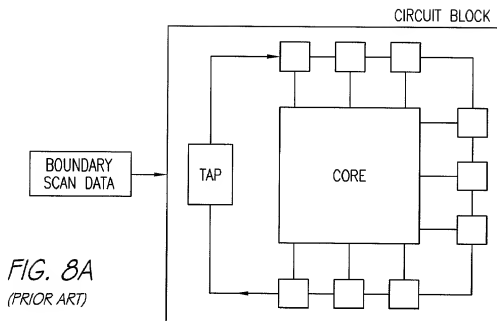 CIRCUIT BLOCK
BOUNDARY
SCAN DATA
TAP
CORE
FIG. 8A
(PRIOR ART)